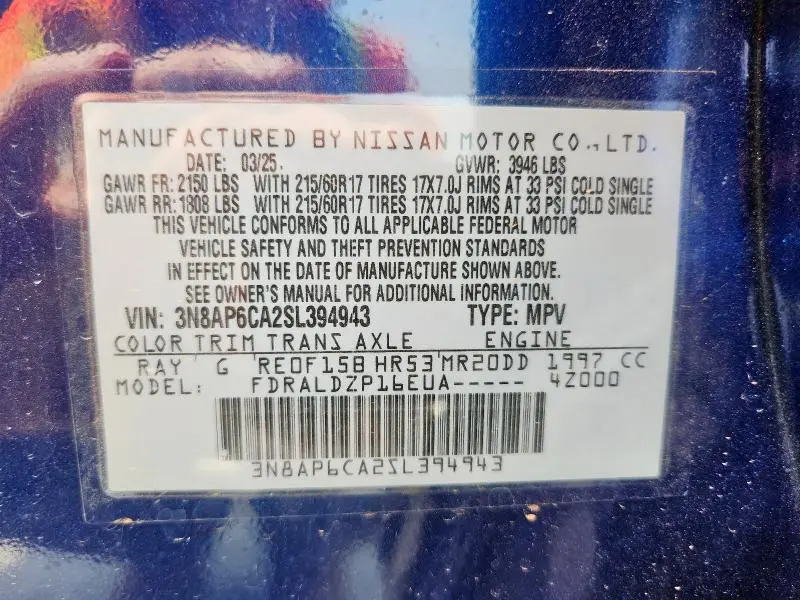 MANUFACTURED BY NISSAN MOTOR CO., LTD.
DATE: 03/25. GVWR: 3946 LBS
GAWR FR: 2150 LBS WITH 215/60R17 TIRES 17X7.0J RIMS AT 33 PSI COLD SINGLE
GAWR RR: 1808 LBS WITH 215/60R17 TIRES 17X7.0J RIMS AT 33 PSI COLD SINGLE
THIS VEHICLE CONFORMS TO ALL APPLICABLE FEDERAL MOTOR
VEHICLE SAFETY AND THEFT PREVENTION STANDARDS
IN EFFECT ON THE DATE OF MANUFACTURE SHOWN ABOVE.
SEE OWNER'S MANUAL FOR ADDITIONAL INFORMATION.
VIN: 3N8AP6CA2SL394943 TYPE: MPV
COLOR TRIM TRANS AXLE ENGINE
RAY G RE0F15B HR53 MR20DD 1997 CC
MODEL: FDRALDZP16EUA----- 4Z000
3N8AP6CA2SL394943